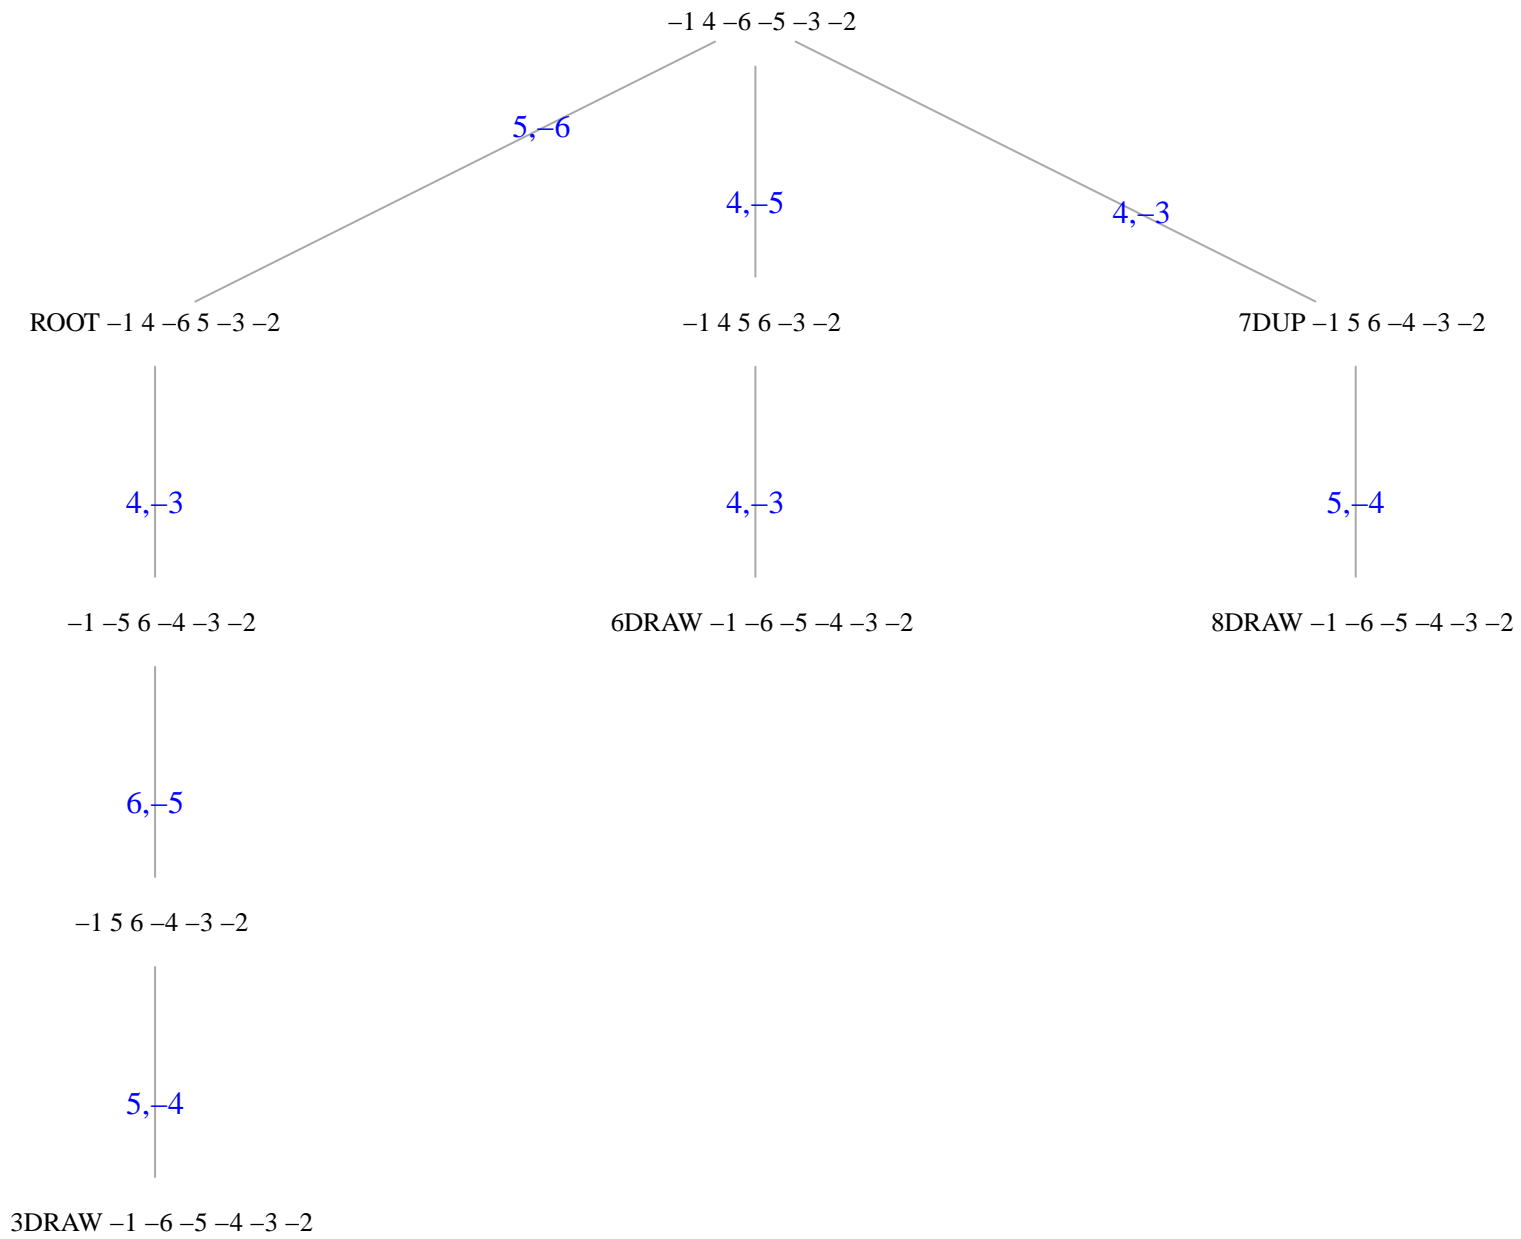 –1 4 –6 –5 –3 –2
5,–6
4,–5
4,–3
ROOT –1 4 –6 5 –3 –2
–1 4 5 6 –3 –2
7DUP –1 5 6 –4 –3 –2
4,–3
4,–3
5,–4
–1 –5 6 –4 –3 –2
6DRAW –1 –6 –5 –4 –3 –2
8DRAW –1 –6 –5 –4 –3 –2
6,–5
–1 5 6 –4 –3 –2
5,–4
3DRAW –1 –6 –5 –4 –3 –2